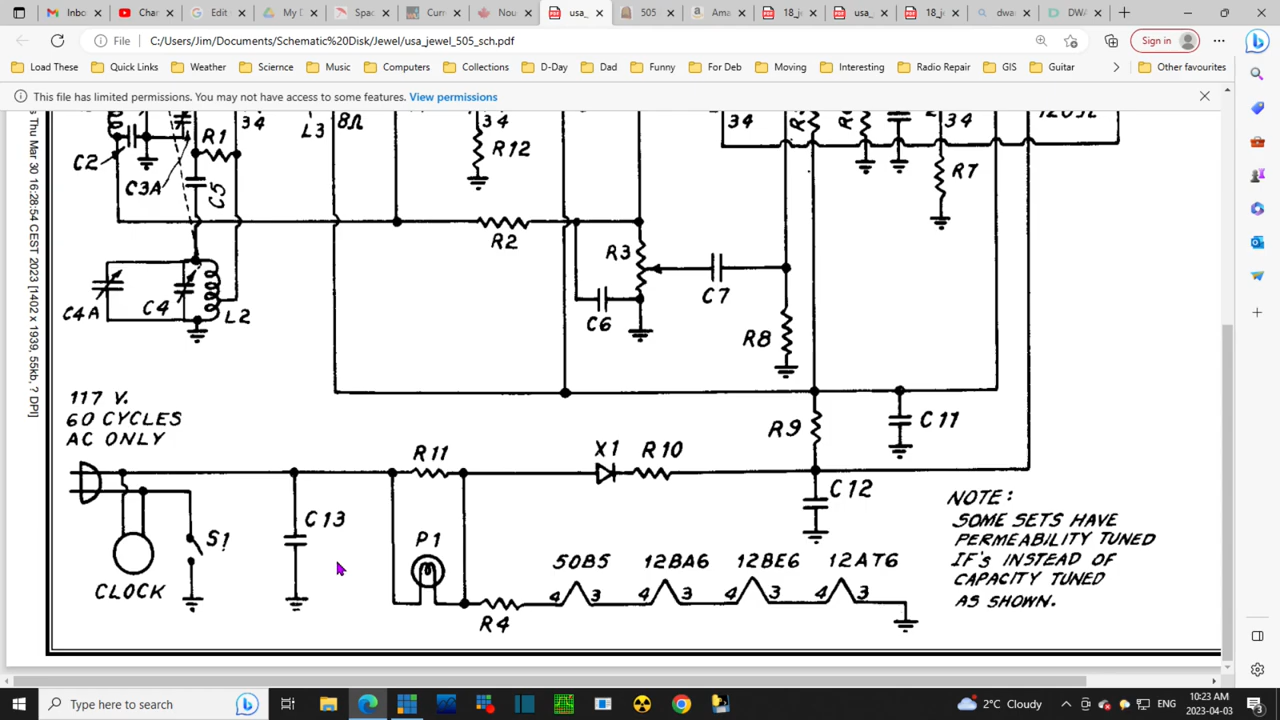 Inbo
Cha
Edit
My D
Spac
Curr
Nou
usa_
505
Ama
18_je
usa_
18_je
dwa
DWA
File
C:/Users/Jim/Documents/Schematic%20Disk/Jewel/usa_jewel_505_sch.pdf
Sign in
Load These
Quick Links
Weather
Sciernce
Music
Computers
Collections
D-Day
Dad
Funny
For Deb
Moving
Interesting
Radio Repair
GIS
Guitar
Other favourites
This file has limited permissions. You may not have access to some features. View permissions
s Thu Mar 30 16:28:54 CEST 2023 [1402 x 1939, 55kb, ? DPI]
34
L3
8Ω
34
34
34
R1
C2
C3A
C5
R12
R7
R2
R3
C7
C6
R8
C4A
C4
L2
117 V.
60 CYCLES
AC ONLY
R11
X1
R10
R9
C11
C12
C13
S1
CLOCK
P1
R4
50B5
12BA6
12BE6
12AT6
4 3
4 3
4 3
4 3
NOTE:
SOME SETS HAVE
PERMEABILITY TUNED
IF's INSTEAD OF
CAPACITY TUNED
AS SHOWN.
Type here to search
2°C Cloudy
ENG
10:23 AM
2023-04-03
3